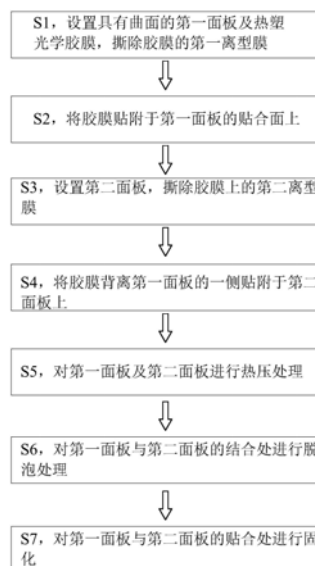 S1，设置具有曲面的第一面板及热塑
光学胶膜，撕除胶膜的第一离型膜
S2，将胶膜贴附于第一面板的贴合面上
S3，设置第二面板，撕除胶膜上的第二离型
膜
S4，将胶膜背离第一面板的一侧贴附于第二
面板上
S5，对第一面板及第二面板进行热压处理
S6，对第一面板与第二面板的结合处进行脱
泡处理
S7，对第一面板与第二面板的贴合处进行固
化